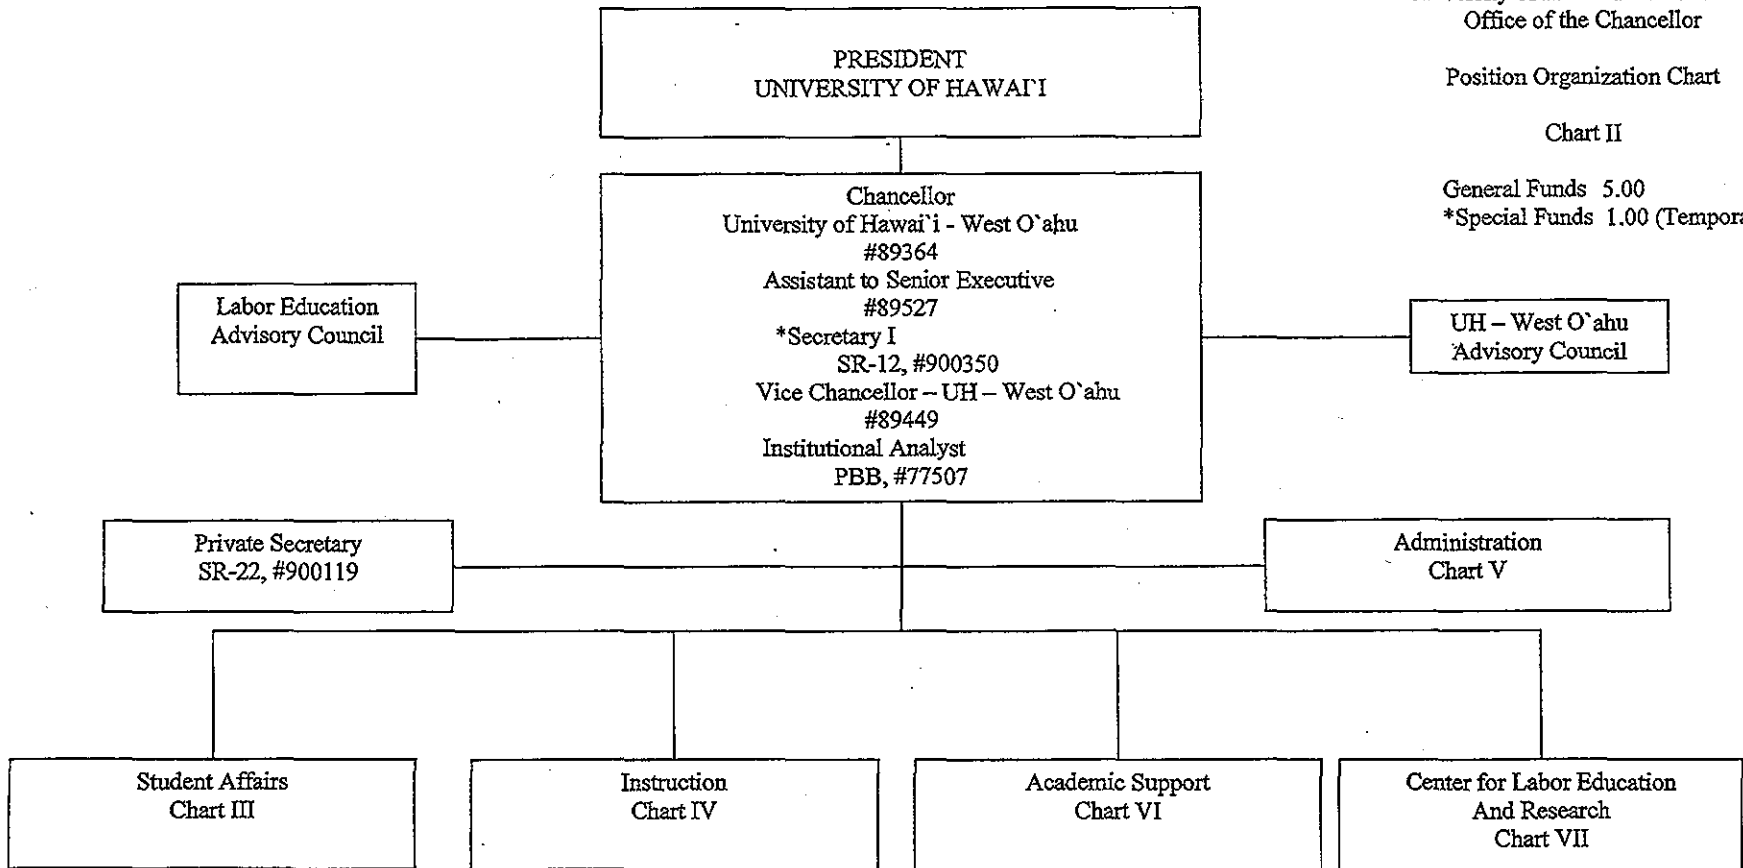 Office of the Chancellor
Position Organization Chart
Chart II
General Funds 5.00
*Special Funds 1.00
PRESIDENT
UNIVERSITY OF HAWAI`I
Chancellor
University of Hawai`i - West O`ahu
#89364
Assistant to Senior Executive
#89527
*Secretary I
SR-12, #900350
Vice Chancellor – UH – West O`ahu
#89449
Institutional Analyst
PBB, #77507
Labor Education
Advisory Council
UH – West O`ahu
Advisory Council
Private Secretary
SR-22, #900119
Administration
Chart V
Student Affairs
Chart III
Instruction
Chart IV
Academic Support
Chart VI
Center for Labor Education
And Research
Chart VII